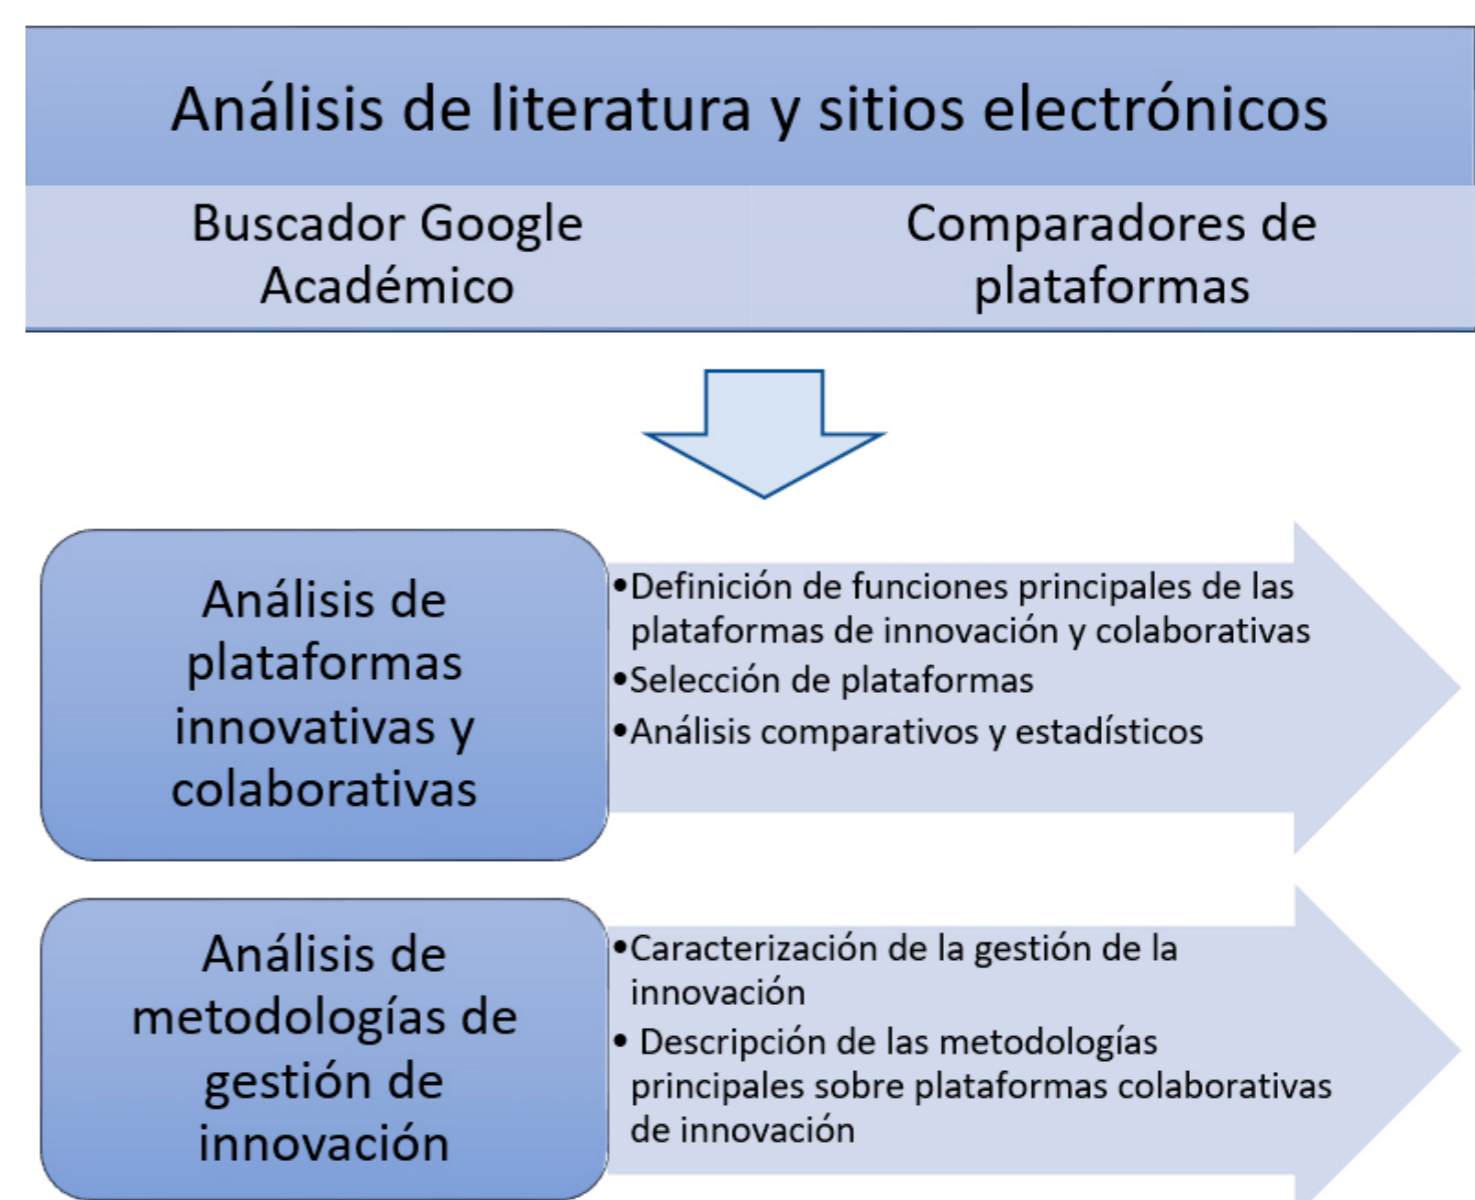 Análisis de literatura y sitios electrónicos
Buscador Google
Académico
Comparadores de
plataformas
Análisis de
plataformas
innovativas y
colaborativas
•Definición de funciones principales de las
plataformas de innovación y colaborativas
•Selección de plataformas
•Análisis comparativos y estadísticos
Análisis de
metodologías de
gestión de
innovación
•Caracterización de la gestión de la
innovación
• Descripción de las metodologías
principales sobre plataformas colaborativas
de innovación